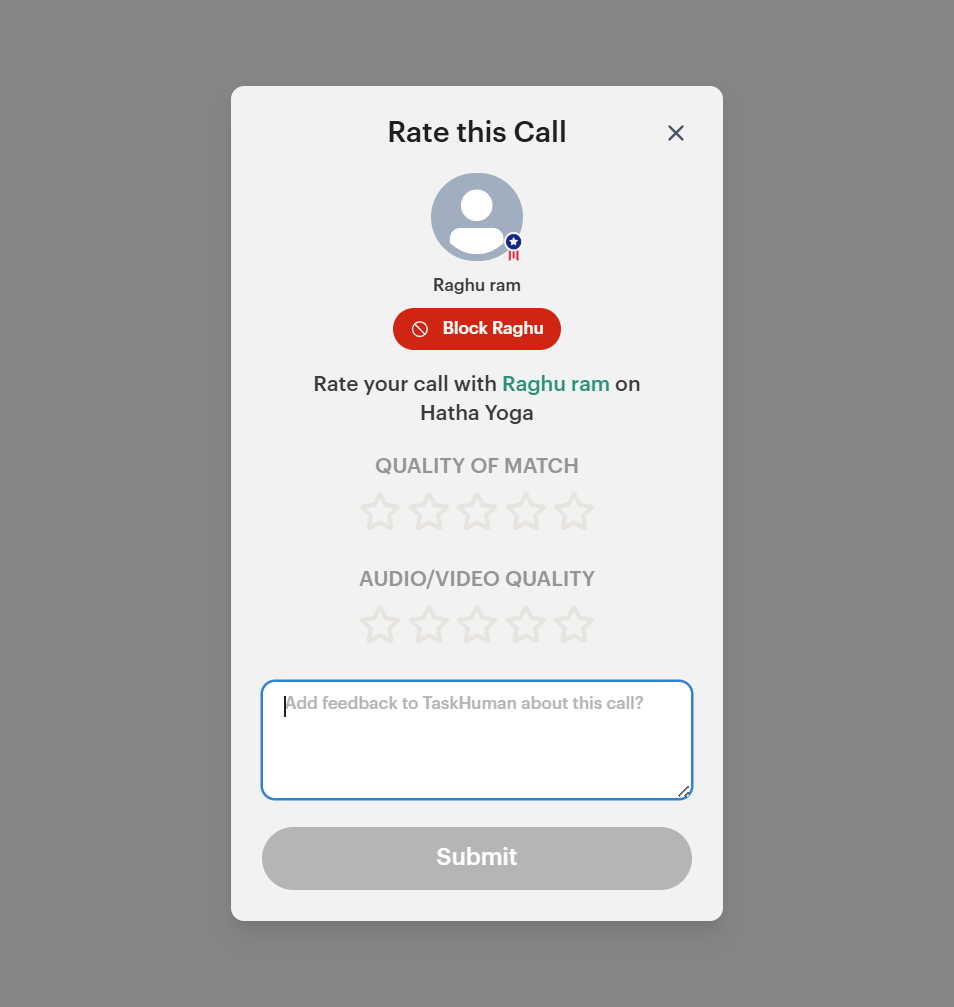 Rate this Call
Raghu ram
Block Raghu
Rate your call with Raghu ram on
Hatha Yoga
QUALITY OF MATCH
AUDIO/VIDEO QUALITY
Add feedback to TaskHuman about this call?
Submit